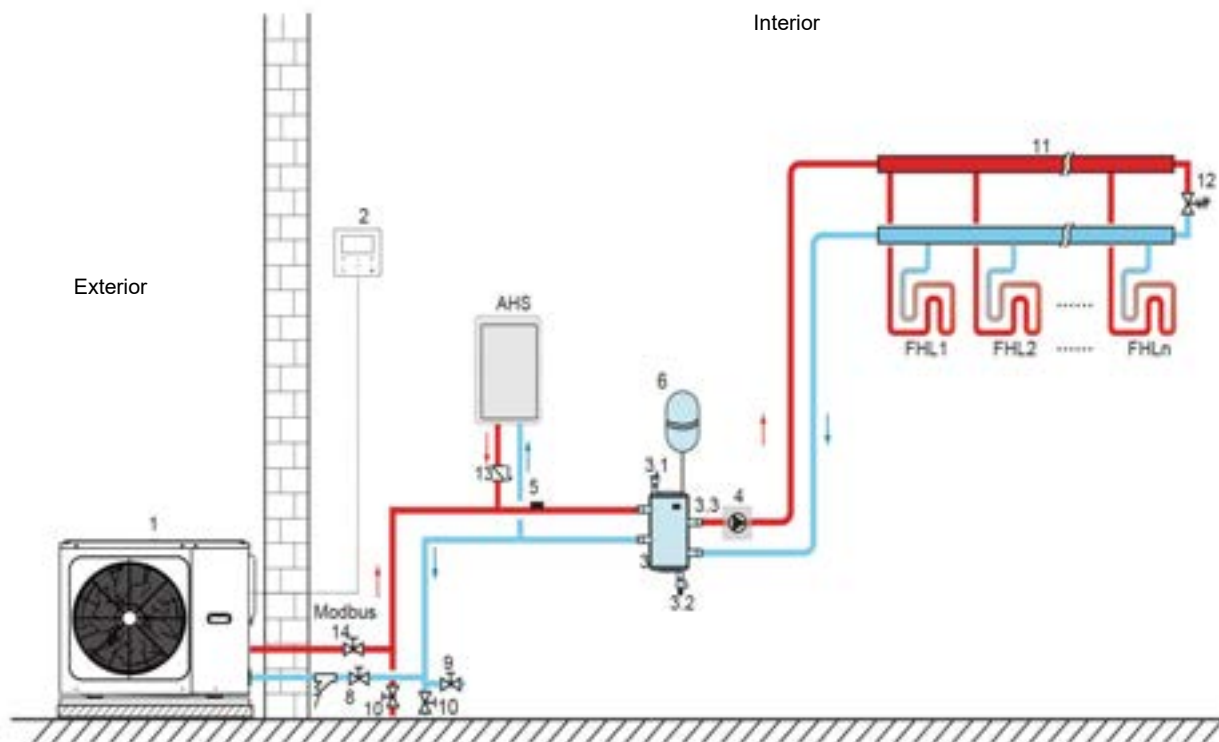 Interior
11
12
2
Exterior
AHS
FHL1
FHL2
......
FHLn
......
6
13
3.1
5
3.3
4
1
3
3.2
Modbus
14
9
8
10
10